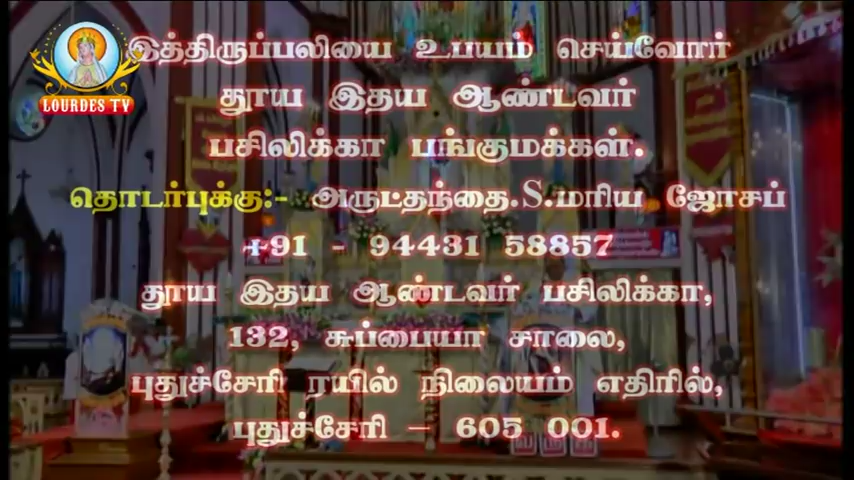 LOURDES TV
இத்திருப்பலியை உபயம் செய்வோர்
தூய இதய ஆண்டவர்
பசிலிக்கா பங்குமக்கள்.
தொடர்புக்கு:- அருட்தந்தை.S.மரிய ஜோசப்
+91 - 94431 58857
தூய இதய ஆண்டவர் பசிலிக்கா,
132, சுப்பையா சாலை,
புதுச்சேரி ரயில் நிலையம் எதிரில்,
புதுச்சேரி – 605 001.